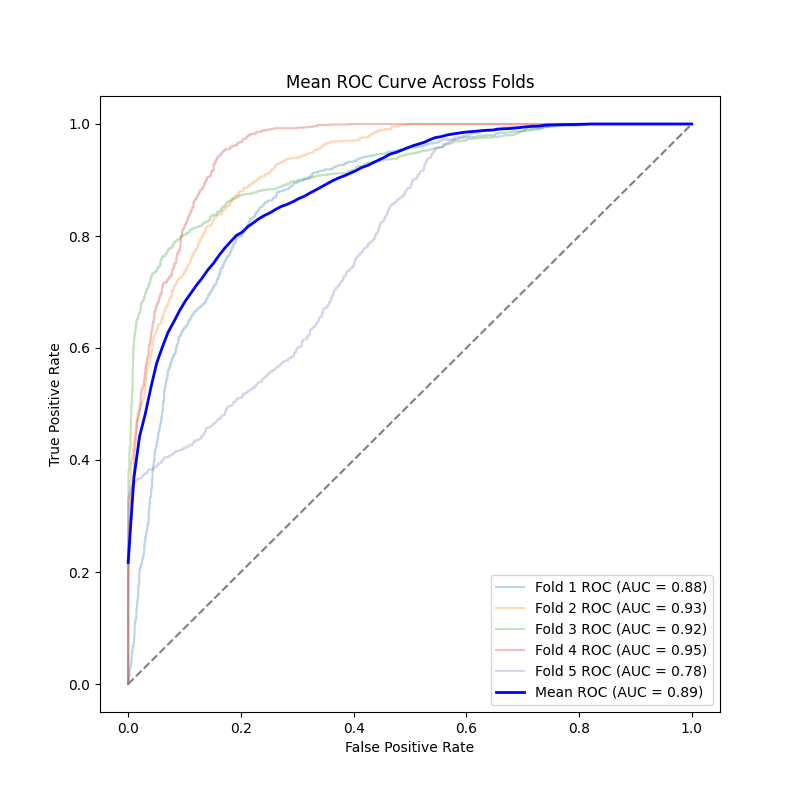 Mean ROC Curve Across Folds
True Positive Rate
1.0
0.8
0.6
0.4
0.2
0.0
Fold 1 ROC (AUC = 0.88)
Fold 2 ROC (AUC = 0.93)
Fold 3 ROC (AUC = 0.92)
Fold 4 ROC (AUC = 0.95)
Fold 5 ROC (AUC = 0.78)
Mean ROC (AUC = 0.89)
0.0 0.2 0.4 0.6 0.8 1.0
False Positive Rate